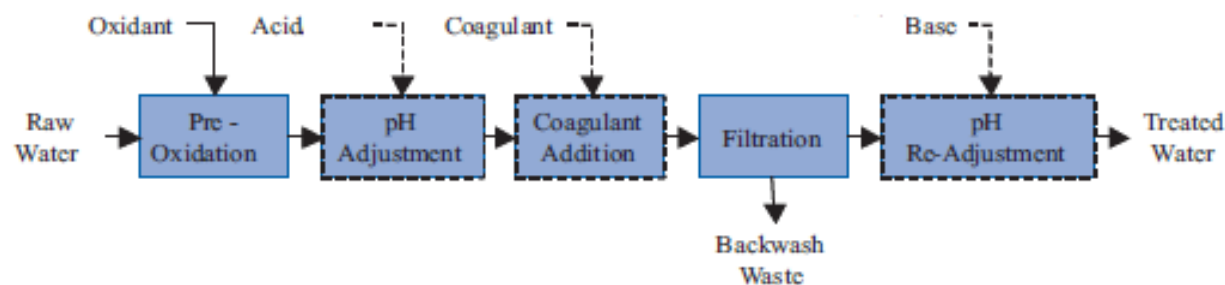 Oxidant
Acid
Coagulant
Base
Raw
Water
Pre -
Oxidation
pH
Adjustment
Coagulant
Addition
Filtration
pH
Re-Adjustment
Treated
Water
Backwash
Waste